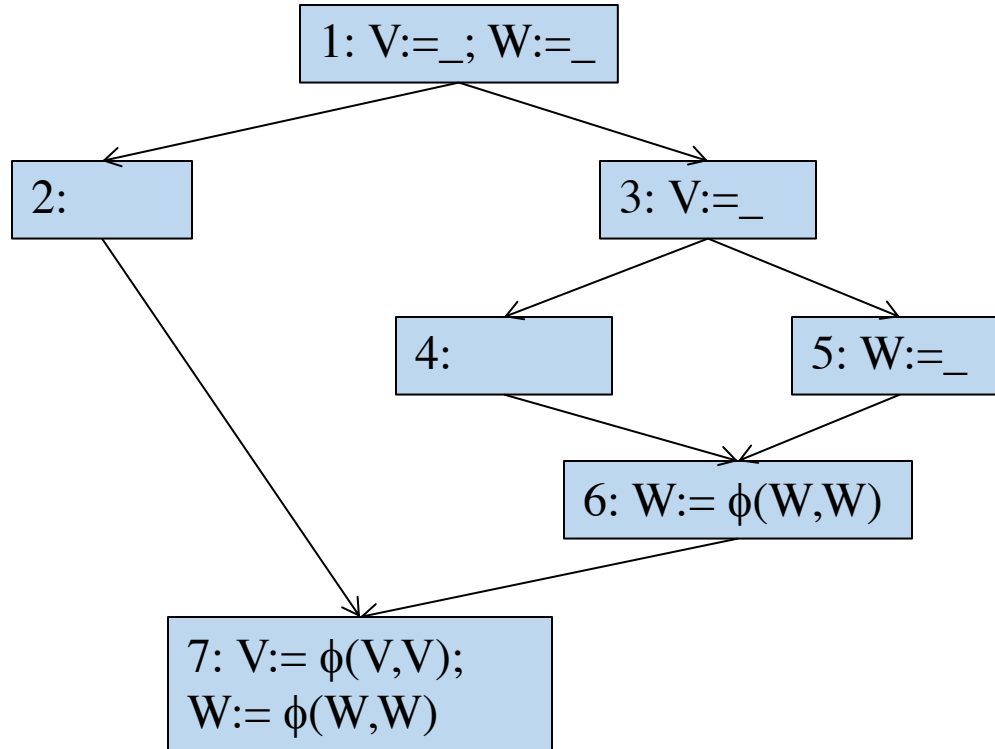 1: V:=_; W:=_
2:
3: V:=_
4:
5: W:=_
6: W:= ϕ(W,W)
7: V:= ϕ(V,V);
W:= ϕ(W,W)